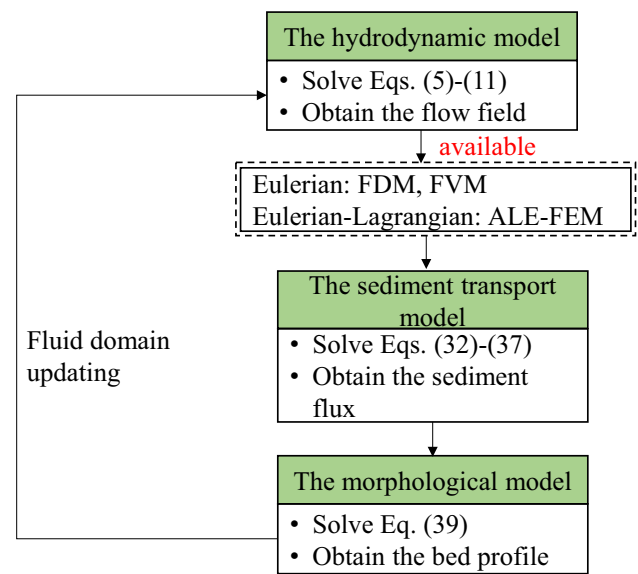 The hydrodynamic model
• Solve Eqs. (5)-(11)
• Obtain the flow field
available
Eulerian: FDM, FVM
Eulerian-Lagrangian: ALE-FEM
The sediment transport
model
• Solve Eqs. (32)-(37)
• Obtain the sediment
flux
Fluid domain
updating
The morphological model
• Solve Eq. (39)
• Obtain the bed profile